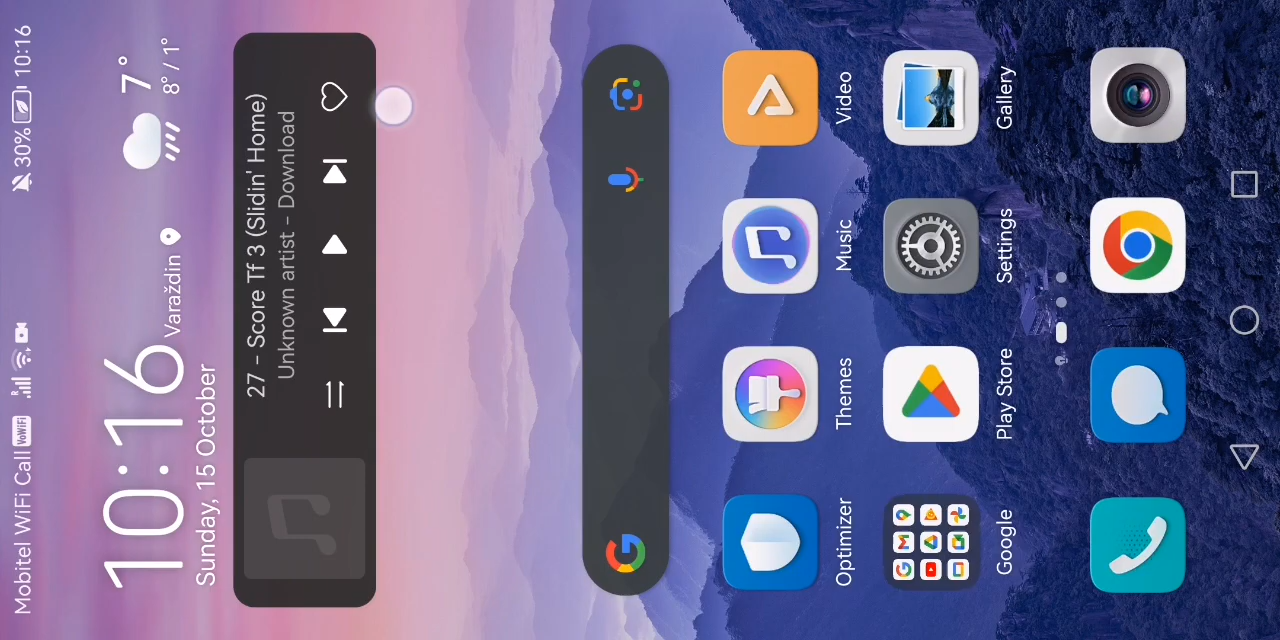 Mobitel WiFi Call VoWiFi R 30% 10:16
10:16
Varaždin
7°
8° / 1°
Sunday, 15 October
27 - Score Tf 3 (Slidin' Home)
Unknown artist - Download
Optimizer Themes Music Video
Google Play Store Settings Gallery